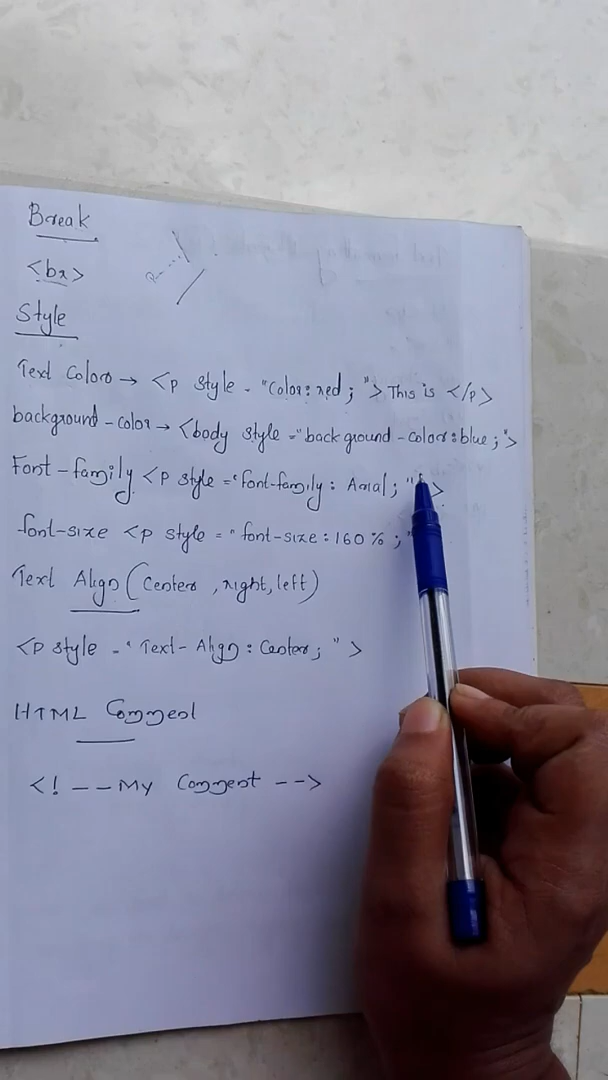 Break
<br>
Style
Text Color → <p style = "Color: red; "> This is </p>
background-color → <body style = "background-color: blue; ">
Font-family <p style = "font-family: Arial; ">
font-size <p style = " font-size: 160% ; "
Text Align (Center, right, left)
<p style = " Text-Align: Center; " >
HTML Comment
<! -- My Comment -->